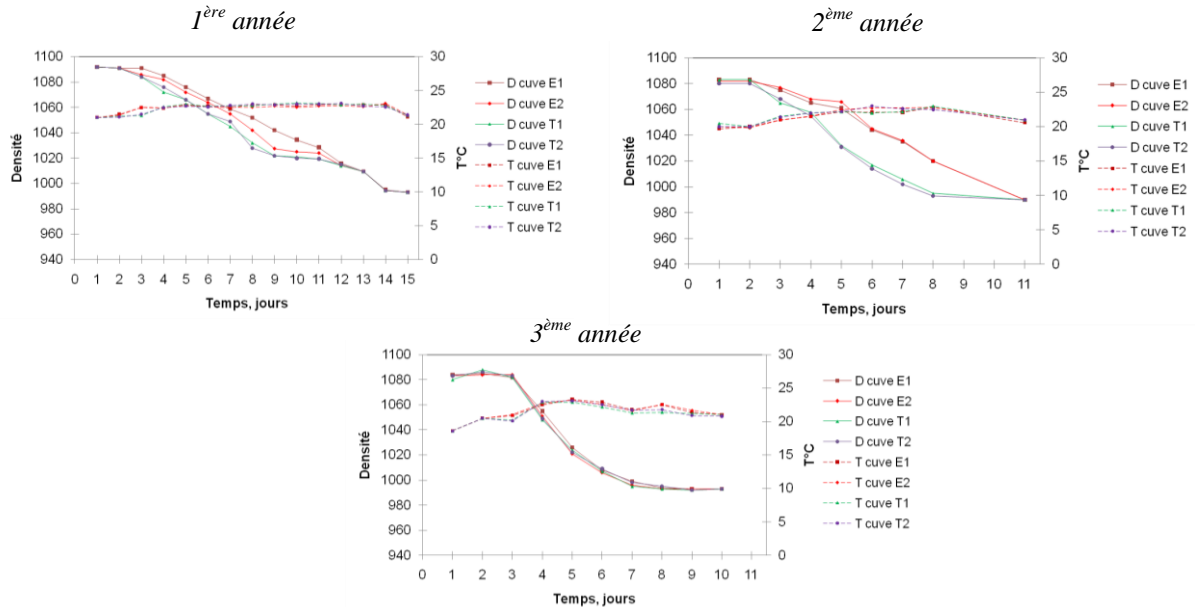 1ère année
1100
1080
1060
1040
1020
1000
980
960
940
Densité
30
25
20
15
10
5
0
T°C
0 1 2 3 4 5 6 7 8 9 10 11 12 13 14 15
Temps, jours
D cuve E1
D cuve E2
D cuve T1
D cuve T2
T cuve E1
T cuve E2
T cuve T1
T cuve T2
2ème année
1100
1080
1060
1040
1020
1000
980
960
940
Densité
30
25
20
15
10
5
0
T°C
0 1 2 3 4 5 6 7 8 9 10 11
Temps, jours
D cuve E1
D cuve E2
D cuve T1
D cuve T2
T cuve E1
T cuve E2
T cuve T1
T cuve T2
3ème année
1100
1080
1060
1040
1020
1000
980
960
940
Densité
30
25
20
15
10
5
0
T°C
0 1 2 3 4 5 6 7 8 9 10 11
Temps, jours
D cuve E1
D cuve E2
D cuve T1
D cuve T2
T cuve E1
T cuve E2
T cuve T1
T cuve T2